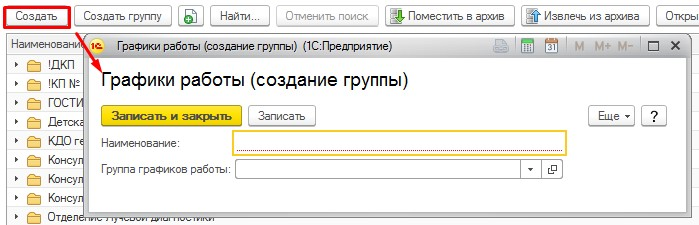 Создать Создать группу Найти... Отменить поиск Поместить в архив Извлечь из архива
Наименование
1С Графики работы (создание группы) (1С:Предприятие) 31 M M+ M-
!ДКП
Графики работы (создание группы)
!КП №
ГОСТИ
Записать и закрыть Записать Еще ?
Детска
КДО ге
Наименование:
Консул
Группа графиков работы:
Консул
Консул
Отделение Лучевой диагностики